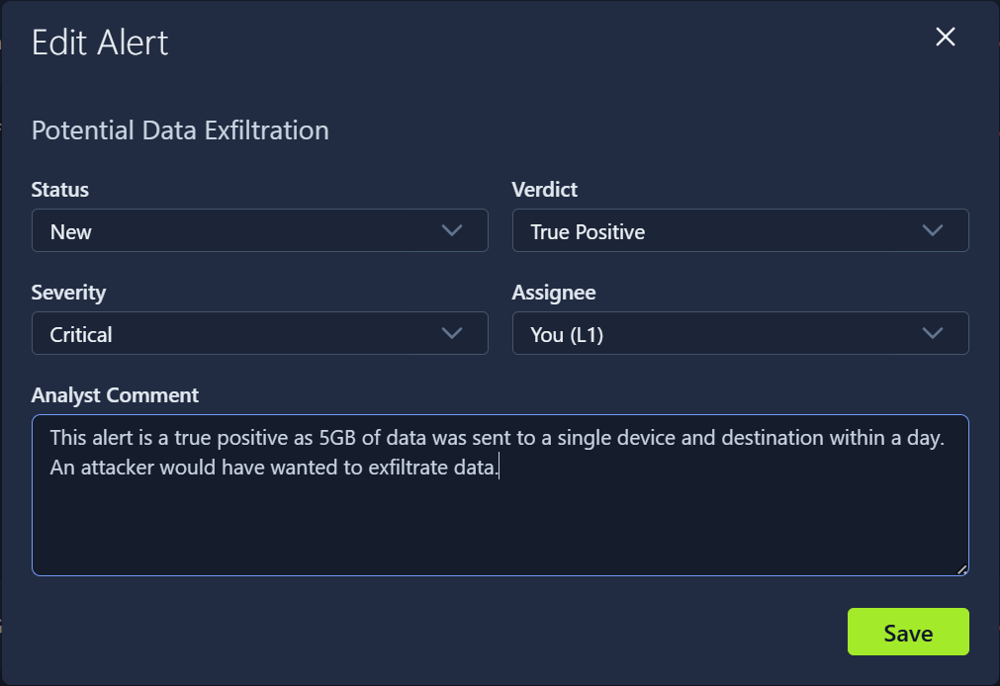 Edit Alert
Potential Data Exfiltration
Status
Verdict
New
True Positive
Severity
Assignee
Critical
You (L1)
Analyst Comment
This alert is a true positive as 5GB of data was sent to a single device and destination within a day.
An attacker would have wanted to exfiltrate data.
Save